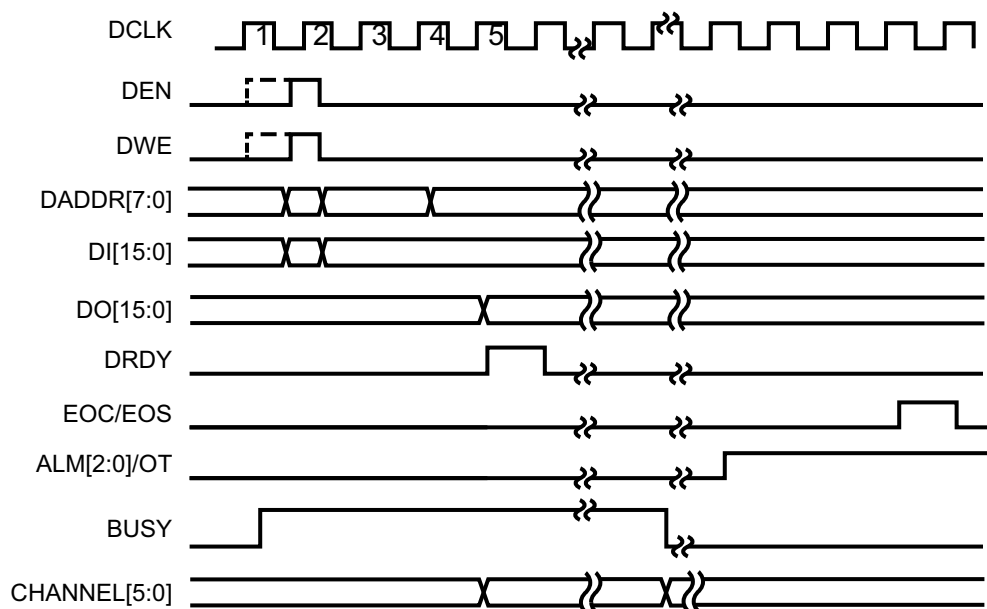 DCLK 1 2 3 4 5
DEN
DWE
DADDR[7:0]
DI[15:0]
DO[15:0]
DRDY
EOC/EOS
ALM[2:0]/OT
BUSY
CHANNEL[5:0]